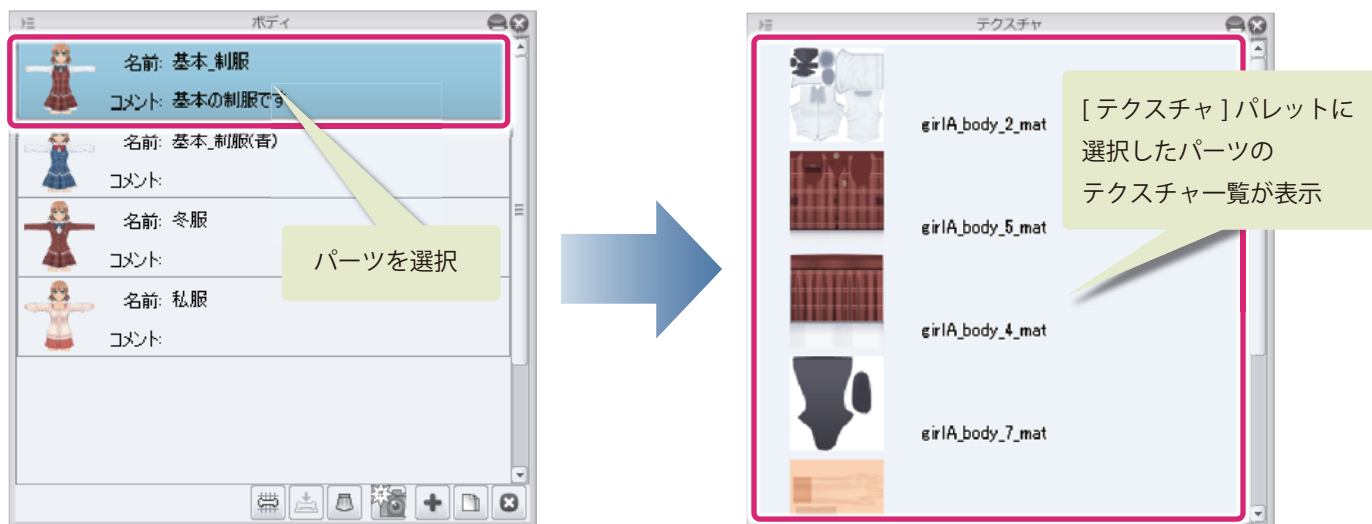 ボディ
名前: 基本_制服
コメント: 基本の制服です
名前: 基本_制服(青)
コメント:
名前: 冬服
コメント:
名前: 私服
コメント:
パーツを選択
テクスチャ
girlA_body_2_mat
girlA_body_5_mat
girlA_body_4_mat
girlA_body_7_mat
[ テクスチャ ] パレットに
選択したパーツの
テクスチャ一覧が表示